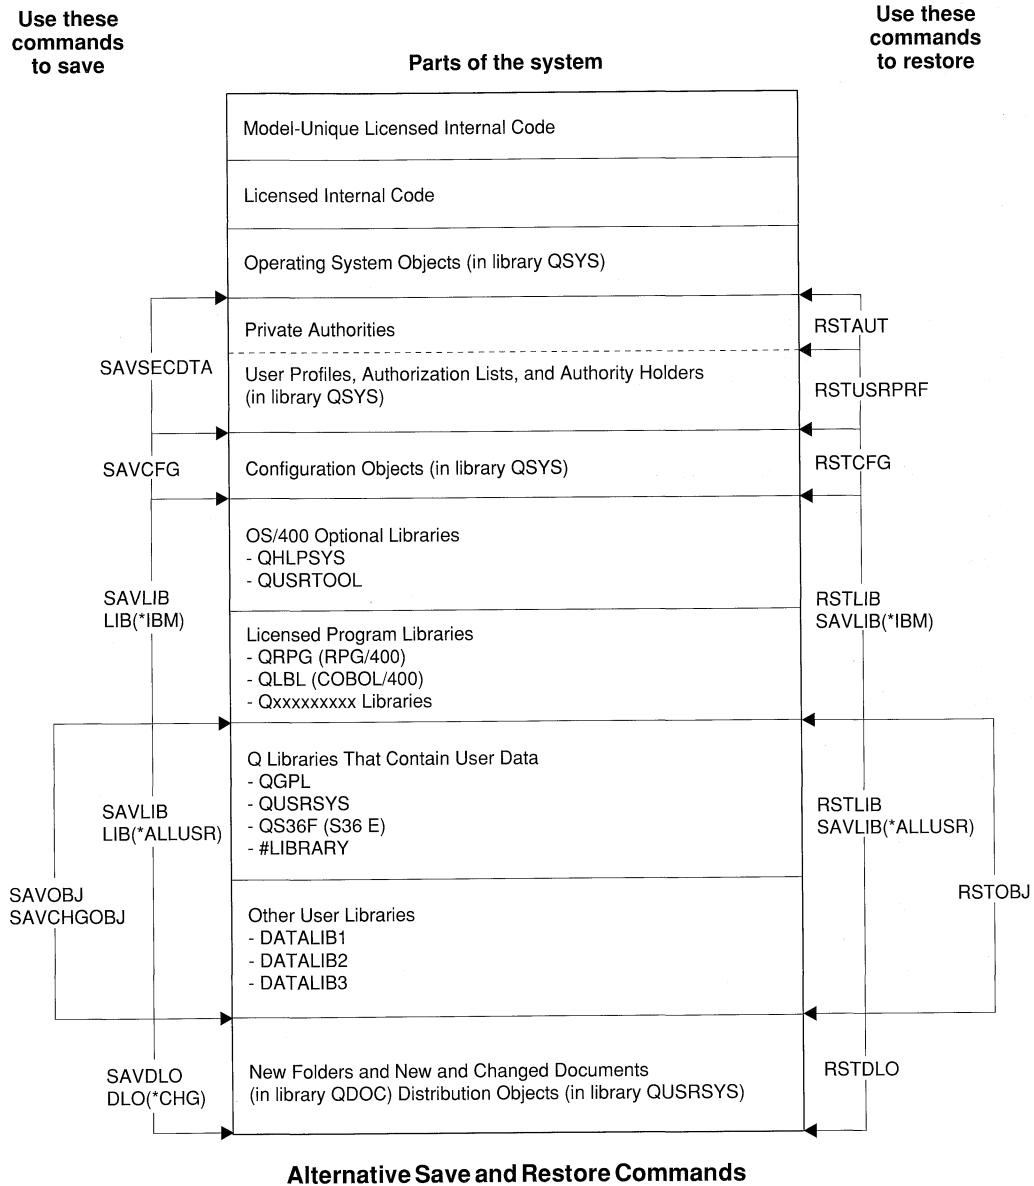 Use these
commands
to save
Parts of the system
Use these
commands
to restore
Model-Unique Licensed Internal Code
Licensed Internal Code
Operating System Objects (in library QSYS)
Private Authorities
RSTAUT
SAVSECDTA
User Profiles, Authorization Lists, and Authority Holders
(in library QSYS)
RSTUSRPRF
SAVCFG
Configuration Objects (in library QSYS)
RSTCFG
OS/400 Optional Libraries
- QHLPSYS
- QUSRTOOL
SAVLIB
LIB(*IBM)
RSTLIB
SAVLIB(*IBM)
Licensed Program Libraries
- QRPG (RPG/400)
- QLBL (COBOL/400)
- Qxxxxxxxxx Libraries
Q Libraries That Contain User Data
- QGPL
- QUSRSYS
- QS36F (S36 E)
- #LIBRARY
SAVLIB
LIB(*ALLUSR)
RSTLIB
SAVLIB(*ALLUSR)
SAVOBJ
SAVCHGOBJ
RSTOBJ
Other User Libraries
- DATALIB1
- DATALIB2
- DATALIB3
SAVDLO
DLO(*CHG)
New Folders and New and Changed Documents
(in library QDOC) Distribution Objects (in library QUSRSYS)
RSTDLO
Alternative Save and Restore Commands